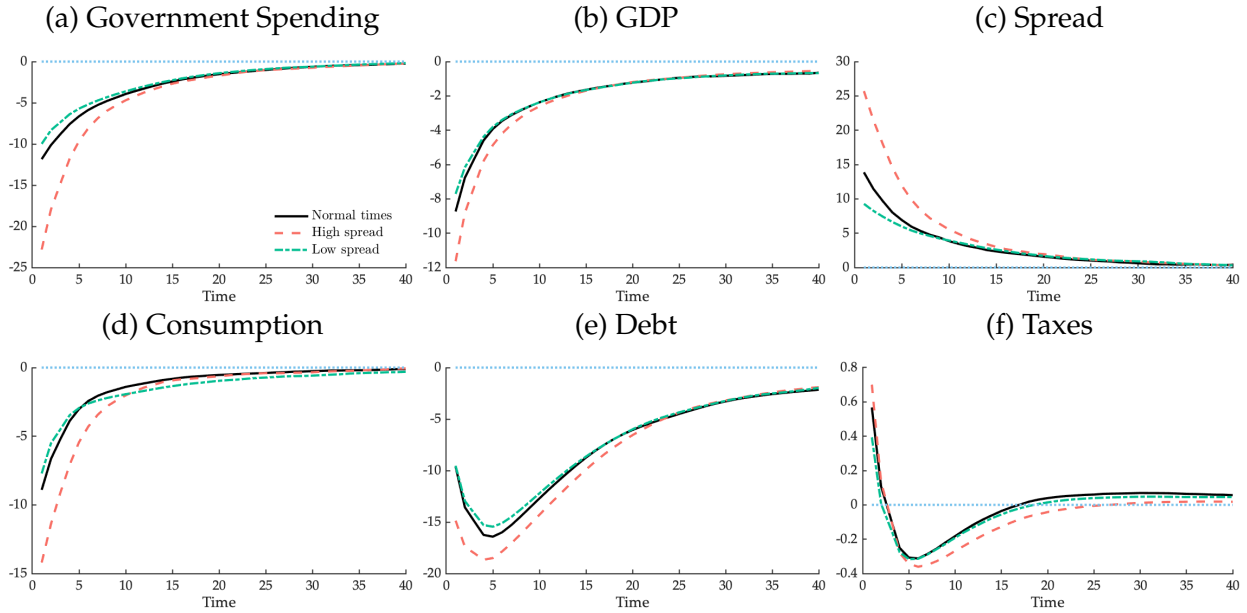 (a) Government Spending
(b) GDP
(c) Spread
0
-5
-10
-15
-20
-25
Normal times
High spread
Low spread
0 5 10 15 20 25 30 35 40
Time
0
-2
-4
-6
-8
-10
-12
0 5 10 15 20 25 30 35 40
Time
30
25
20
15
10
5
0
0 5 10 15 20 25 30 35 40
Time
(d) Consumption
(e) Debt
(f) Taxes
0
-5
-10
-15
0 5 10 15 20 25 30 35 40
Time
0
-5
-10
-15
-20
0 5 10 15 20 25 30 35 40
Time
0.8
0.6
0.4
0.2
0
-0.2
-0.4
0 5 10 15 20 25 30 35 40
Time